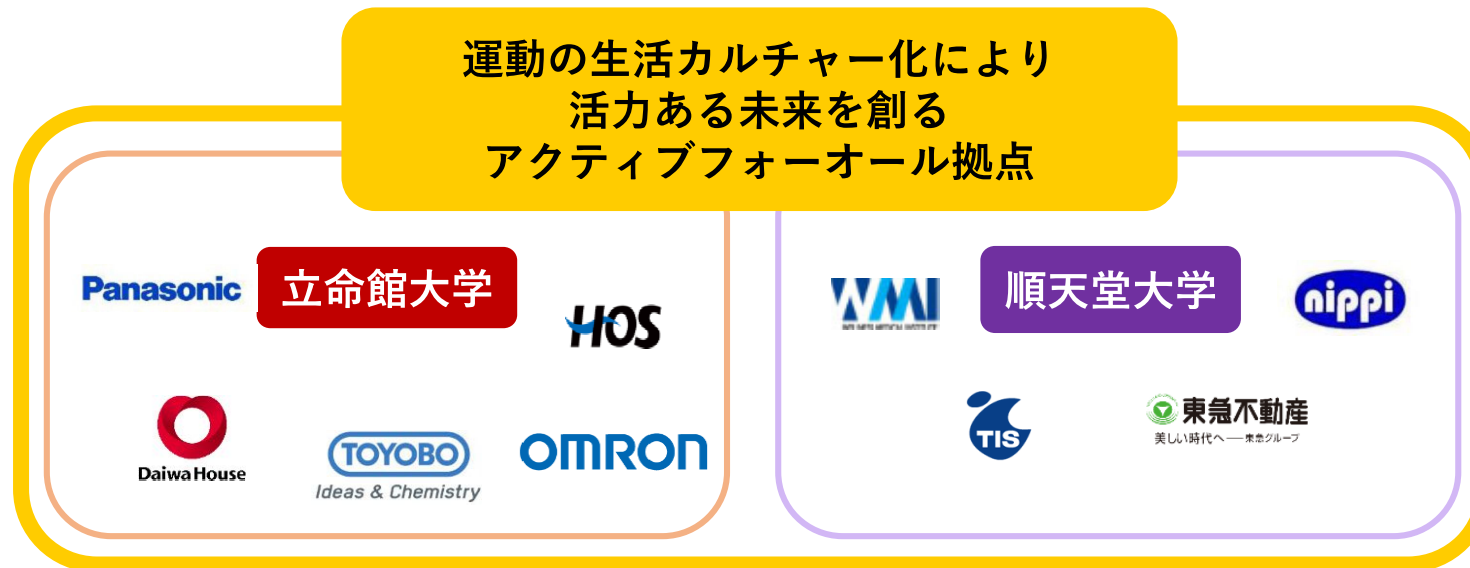 運動の生活カルチャー化により
活力ある未来を創る
アクティブフォーオール拠点
Panasonic
立命館大学
HOS
Daiwa House
TOYOBO
Ideas & Chemistry
OMRON
WMI
WELLNESS MEDICAL INSTITUTE
順天堂大学
nippi
TIS
東急不動産
美しい時代へ──東急グループ